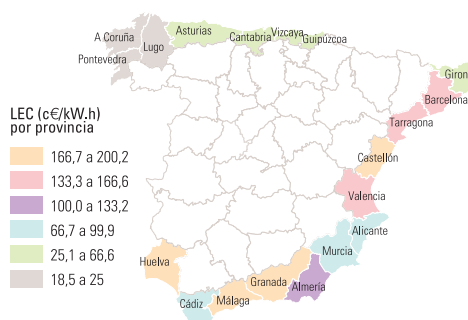 Asturias
Cantabria
Vizcaya
Guipúzcoa
A Coruña
Lugo
Pontevedra
Giron
Barcelona
Tarragona
Castellón
Valencia
Alicante
Murcia
Almería
Granada
Málaga
Cádiz
Huelva
LEC (c€/kW.h)
por provincia
166,7 a 200,2
133,3 a 166,6
100,0 a 133,2
66,7 a 99,9
25,1 a 66,6
18,5 a 25